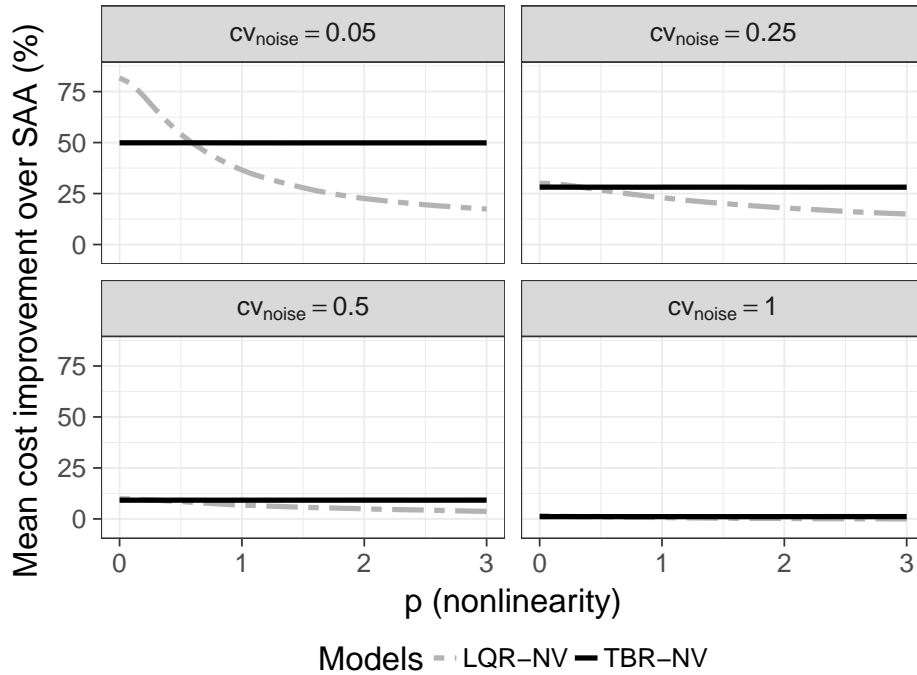 Mean cost improvement over SAA (%)
cv_noise = 0.05
cv_noise = 0.25
75
50
25
0
cv_noise = 0.5
cv_noise = 1
75
50
25
0
0 1 2 3
0 1 2 3
p (nonlinearity)
Models LQR−NV TBR−NV